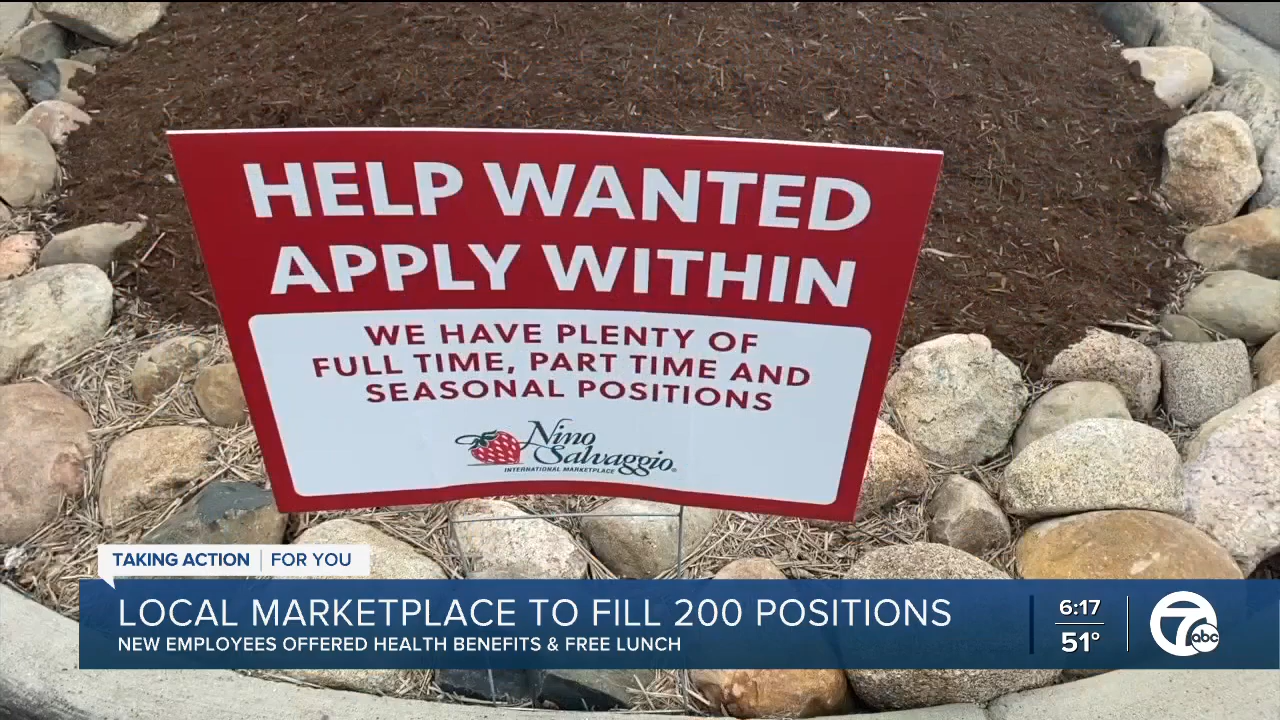 HELP WANTED
APPLY WITHIN
WE HAVE PLENTY OF
FULL TIME, PART TIME AND
SEASONAL POSITIONS
Nino
Salvaggio
INTERNATIONAL MARKETPLACE
TAKING ACTION FOR YOU
LOCAL MARKETPLACE TO FILL 200 POSITIONS
NEW EMPLOYEES OFFERED HEALTH BENEFITS & FREE LUNCH
6:17
51°
7 abc